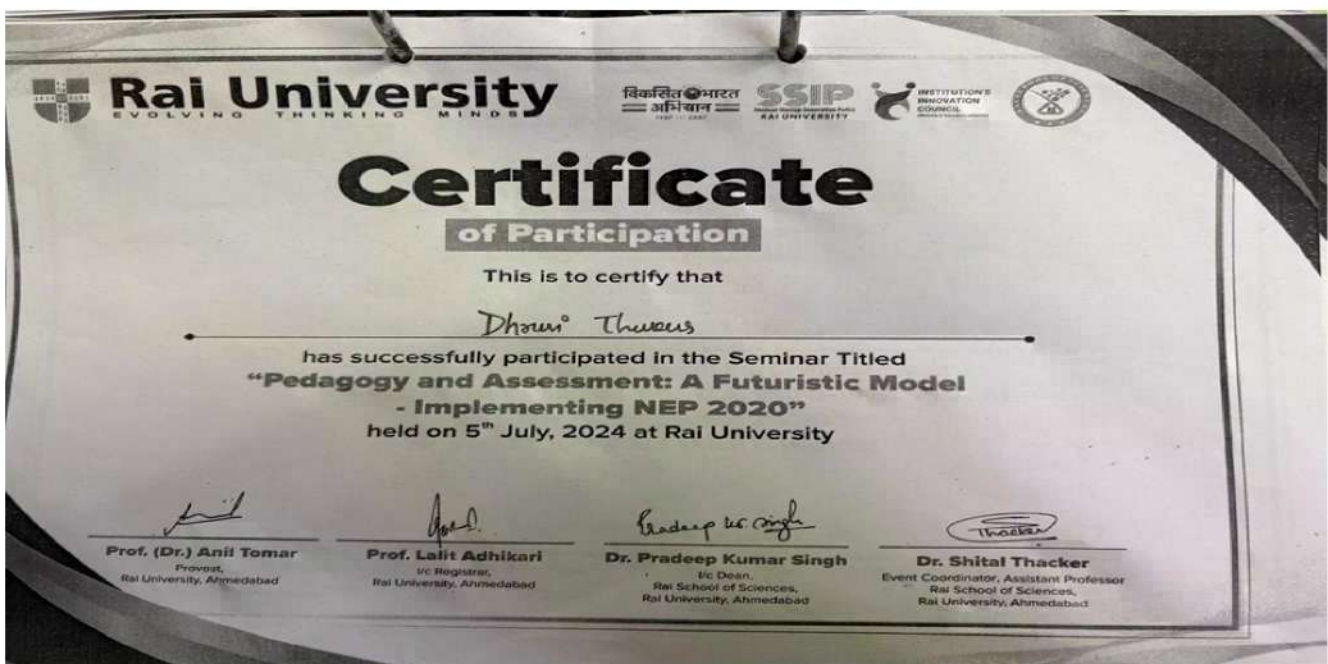 Rai University
EVOLVING THINKING MINDS
विकसित भारत
अभियान
SSIP
RAI UNIVERSITY
INSTITUTION'S
INNOVATION
COUNCIL
Certificate
of Participation
This is to certify that
has successfully participated in the Seminar Titled
"Pedagogy and Assessment: A Futuristic Model
- Implementing NEP 2020"
held on 5th July, 2024 at Rai University
Pradeep Kr. Singh
Thacker
Prof. (Dr.) Anil Tomar
Provost,
Rai University, Ahmedabad
Prof. Lalit Adhikari
I/c Registrar,
Rai University, Ahmedabad
Dr. Pradeep Kumar Singh
I/c Dean,
Rai School of Sciences,
Rai University, Ahmedabad
Dr. Shital Thacker
Event Coordinator, Assistant Professor
Rai School of Sciences,
Rai University, Ahmedabad